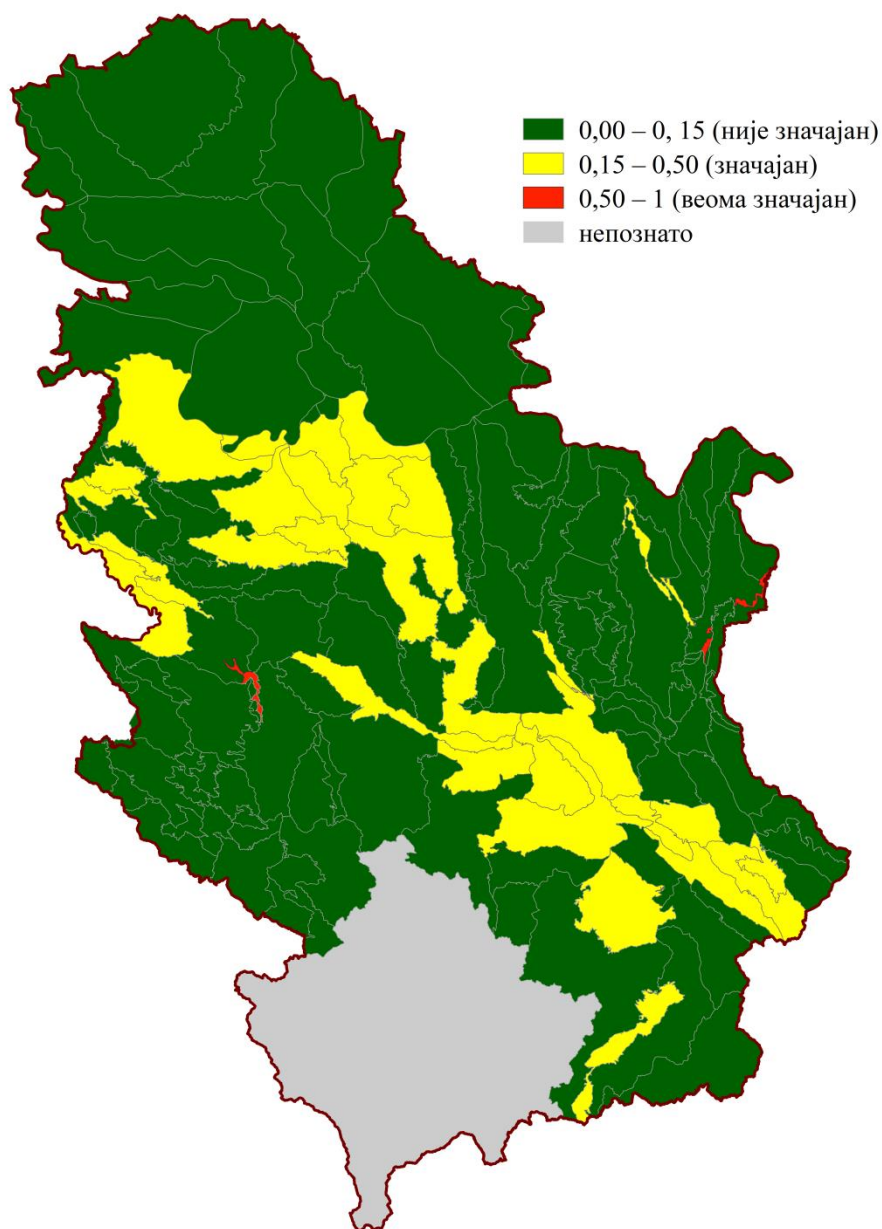 0,00 – 0, 15 (није значајан)
0,15 – 0,50 (значајан)
0,50 – 1 (веома значајан)
непознато